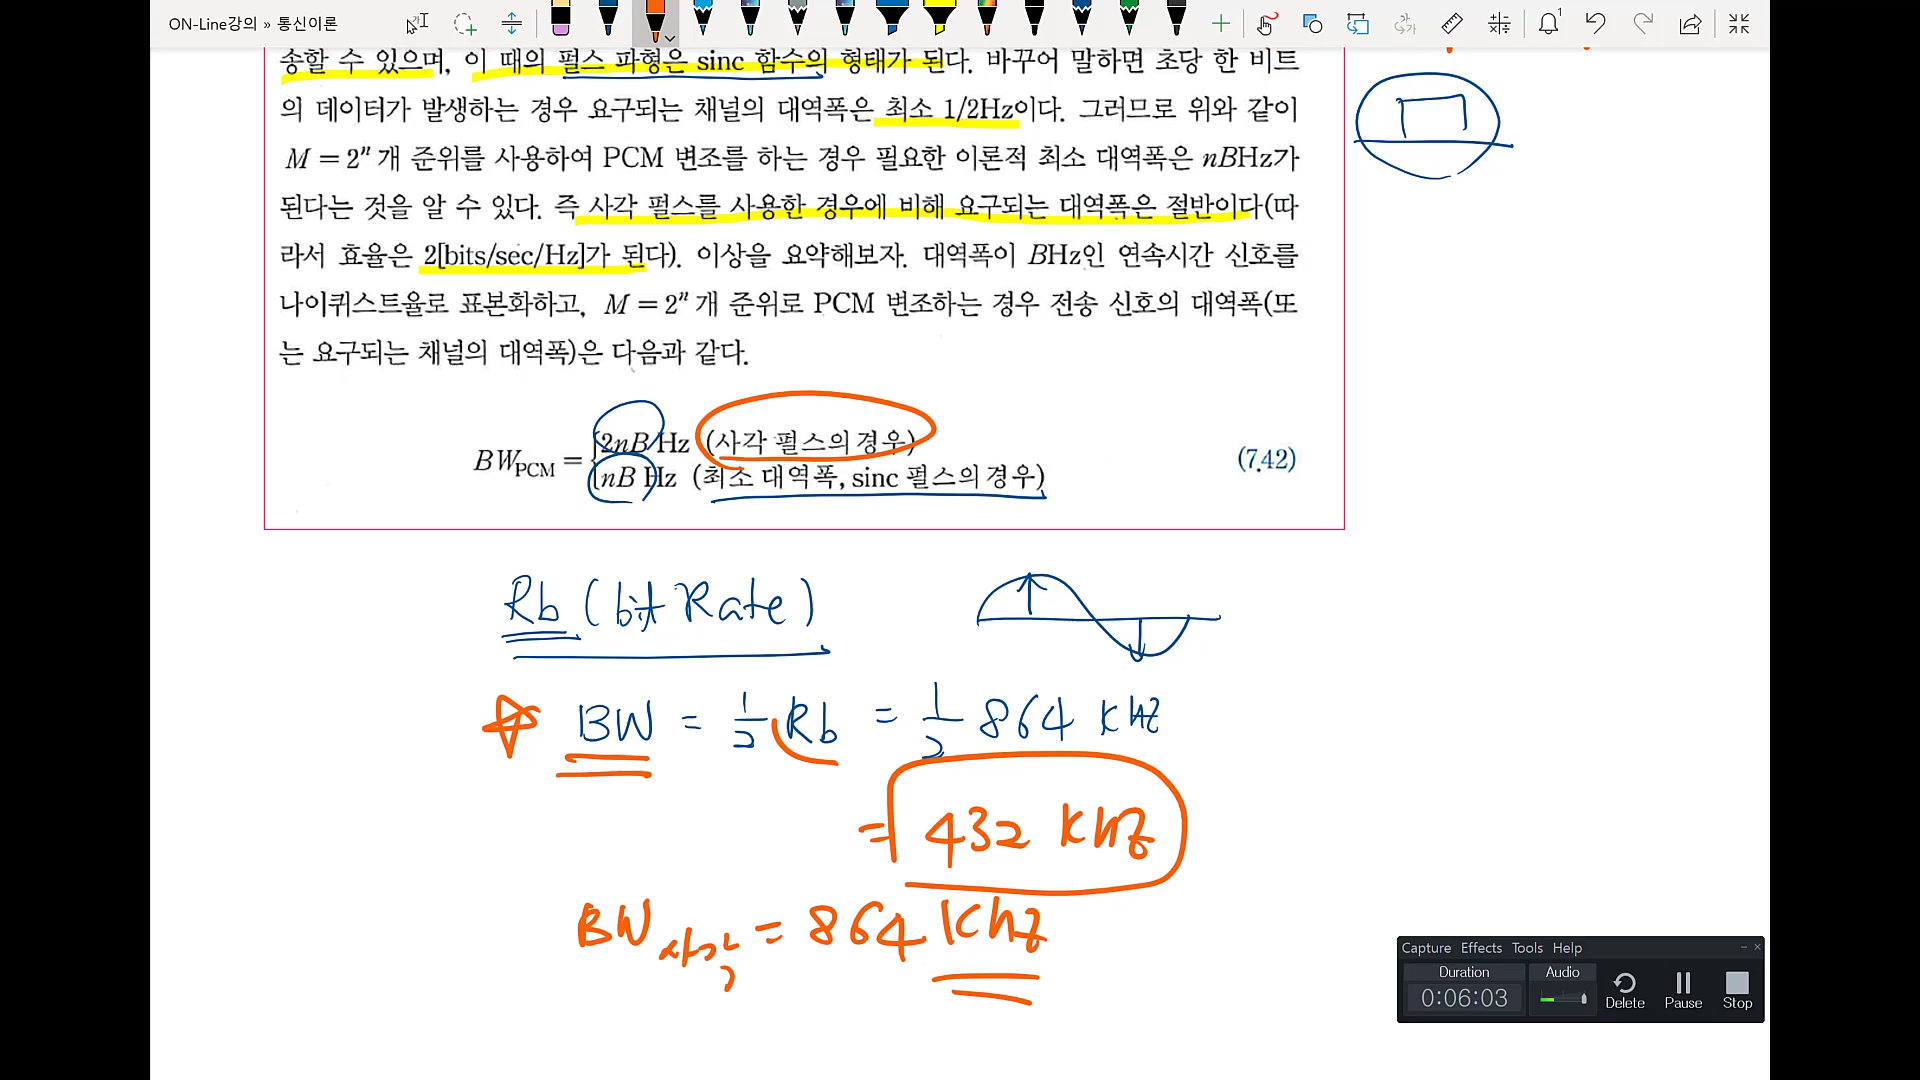 ON-Line강의 » 통신이론
송할 수 있으며, 이 때의 펄스 파형은 sinc 함수의 형태가 된다. 바꾸어 말하면 초당 한 비트
의 데이터가 발생하는 경우 요구되는 채널의 대역폭은 최소 1/2Hz이다. 그러므로 위와 같이
M = 2ⁿ개 준위를 사용하여 PCM 변조를 하는 경우 필요한 이론적 최소 대역폭은 nBHz가
된다는 것을 알 수 있다. 즉 사각 펄스를 사용한 경우에 비해 요구되는 대역폭은 절반이다(따
라서 효율은 2[bits/sec/Hz]가 된다). 이상을 요약해보자. 대역폭이 BHz인 연속시간 신호를
나이퀴스트율로 표본화하고, M = 2ⁿ개 준위로 PCM 변조하는 경우 전송 신호의 대역폭(또
는 요구되는 채널의 대역폭)은 다음과 같다.
2nB Hz (사각 펄스의 경우)
BW_PCM = { (7.42)
nB Hz (최소 대역폭, sinc 펄스의 경우)
Rb (bit Rate)
BW = 1/2 Rb = 1/2 864 KHz
= 432 KHz
BW = 864 KHz
Capture Effects Tools Help
Duration Audio
0:06:03 Delete Pause Stop